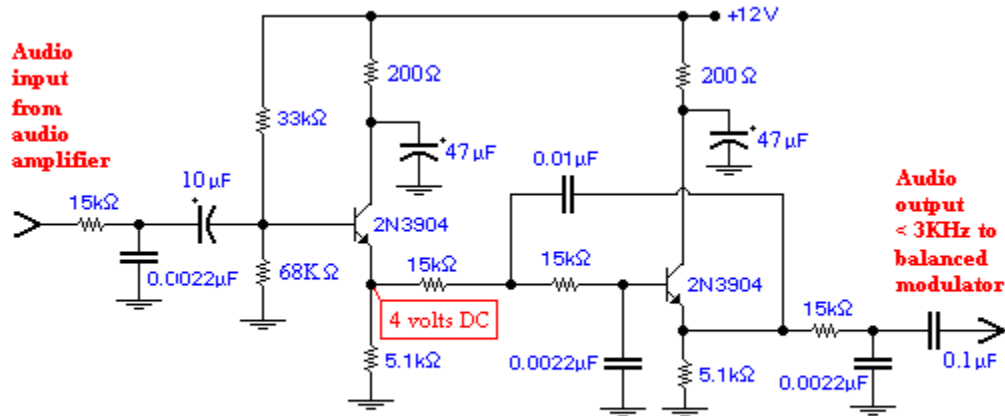 +12V
Audio
input
from
audio
amplifier
200Ω
200Ω
33kΩ
47µF
47µF
0.01µF
10µF
+
15kΩ
2N3904
Audio
output
< 3KHz to
balanced
modulator
0.0022µF
68KΩ
15kΩ
15kΩ
2N3904
15kΩ
4 volts DC
5.1kΩ
0.0022µF
5.1kΩ
0.0022µF
0.1µF